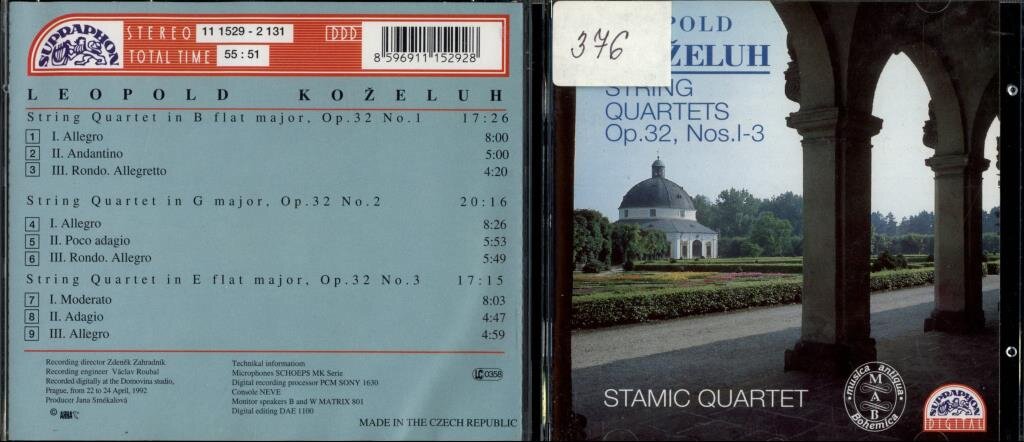 SUPRAPHON
STEREO 11 1529 - 2 131
TOTAL TIME 55 : 51
DDD
8 596911 152928
LEOPOLD KOŽELUH
String Quartet in B flat major, Op.32 No.1 17:26
1 I. Allegro 8:00
2 II. Andantino 5:00
3 III. Rondo. Allegretto 4:20
String Quartet in G major, Op.32 No.2 20:16
4 I. Allegro 8:26
5 II. Poco adagio 5:53
6 III. Rondo. Allegro 5:49
String Quartet in E flat major, Op.32 No.3 17:15
7 I. Moderato 8:03
8 II. Adagio 4:47
9 III. Allegro 4:59
Recording director Zdeněk Zahradník
Recording engineer Václav Roubal
Recorded digitally at the Domovina studio,
Prague, from 22 to 24 April, 1992
Producer Jana Smékalová
©
Technikal informatiom
Microphones SCHOEPS MK Serie
Digital recording processor PCM SONY 1630
Console NEVE
Monitor speakers B and W MATRIX 801
Digital editing DAE 1100
LC 0358
MADE IN THE CZECH REPUBLIC
376
POLD
ŽELUH
STRING
QUARTETS
Op.32, Nos.I-3
STAMIC QUARTET
musica antiqua
MAB
Bohemica
SUPRAPHON
DIGITAL